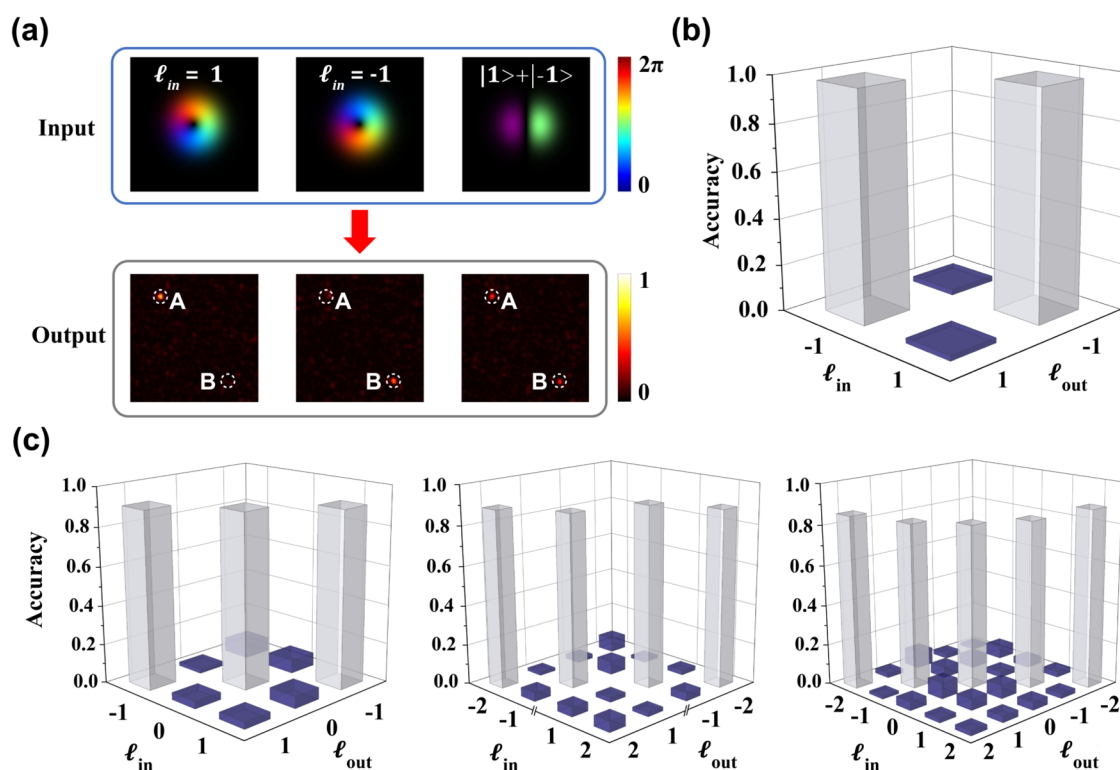 (a)
Input
ℓin = 1
ℓin = -1
|1>+|-1>
2π
0
Output
A
B
A
B
A
B
1
0
(b)
Accuracy
1.0
0.8
0.6
0.4
0.2
0.0
-1
1
ℓin
1
-1
ℓout
(c)
Accuracy
1.0
0.8
0.6
0.4
0.2
0.0
-1
0
1
ℓin
1
0
-1
ℓout
1.0
0.8
0.6
0.4
0.2
0.0
-2
-1
1
2
ℓin
2
1
-1
-2
ℓout
1.0
0.8
0.6
0.4
0.2
0.0
-2
-1
0
1
2
ℓin
2
1
0
-1
-2
ℓout